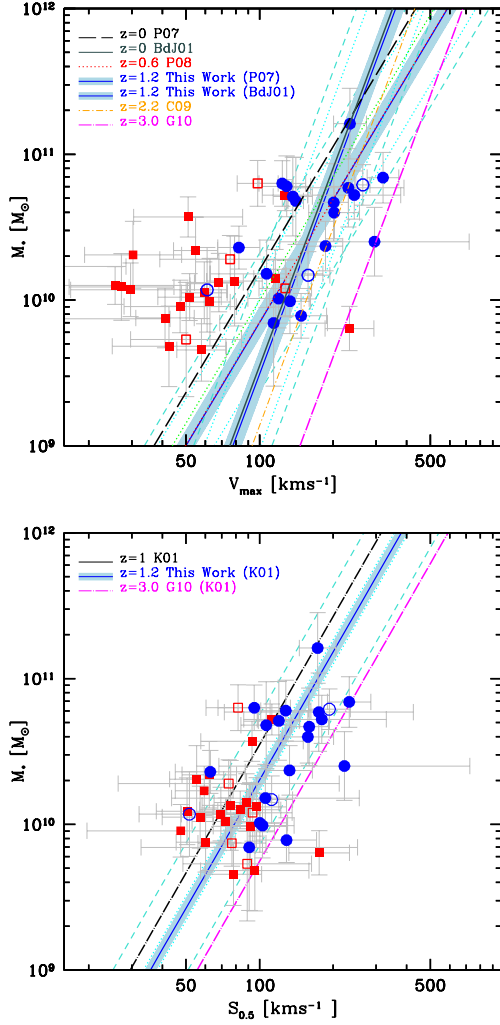 10¹²
z=0 P07
z=0 BdJ01
z=0.6 P08
z=1.2 This Work (P07)
z=1.2 This Work (BdJ01)
z=2.2 C09
z=3.0 G10
10¹¹
M* [M☉]
10¹⁰
10⁹
50 100 500
Vmax [kms⁻¹]
10¹²
z=1 K01
z=1.2 This Work (K01)
z=3.0 G10 (K01)
10¹¹
M* [M☉]
10¹⁰
10⁹
50 100 500
S0.5 [kms⁻¹]